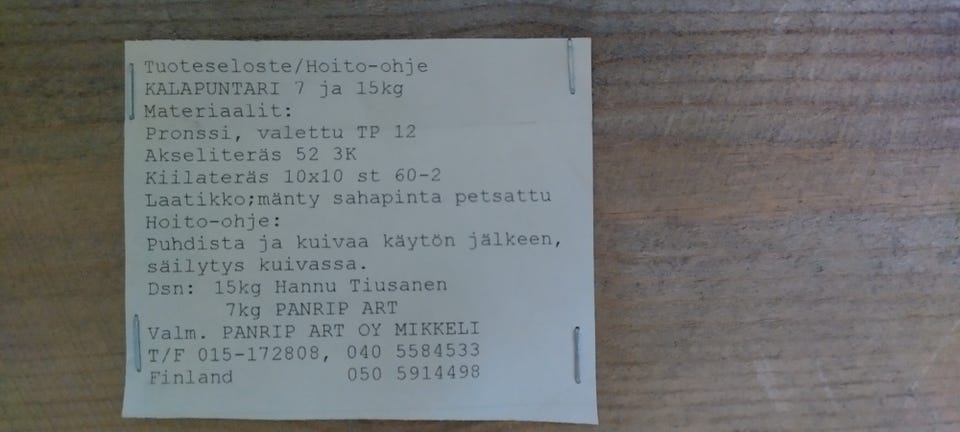 Tuoteseloste/Hoito-ohje
KALAPUNTARI 7 ja 15kg
Materiaalit:
Pronssi, valettu TP 12
Akseliteräs 52 3K
Kiilateräs 10x10 st 60-2
Laatikko;mänty sahapinta petsattu
Hoito-ohje:
Puhdista ja kuivaa käytön jälkeen,
säilytys kuivassa.
Dsn: 15kg Hannu Tiusanen
7kg PANRIP ART
Valm. PANRIP ART OY MIKKELI
T/F 015-172808, 040 5584533
Finland 050 5914498